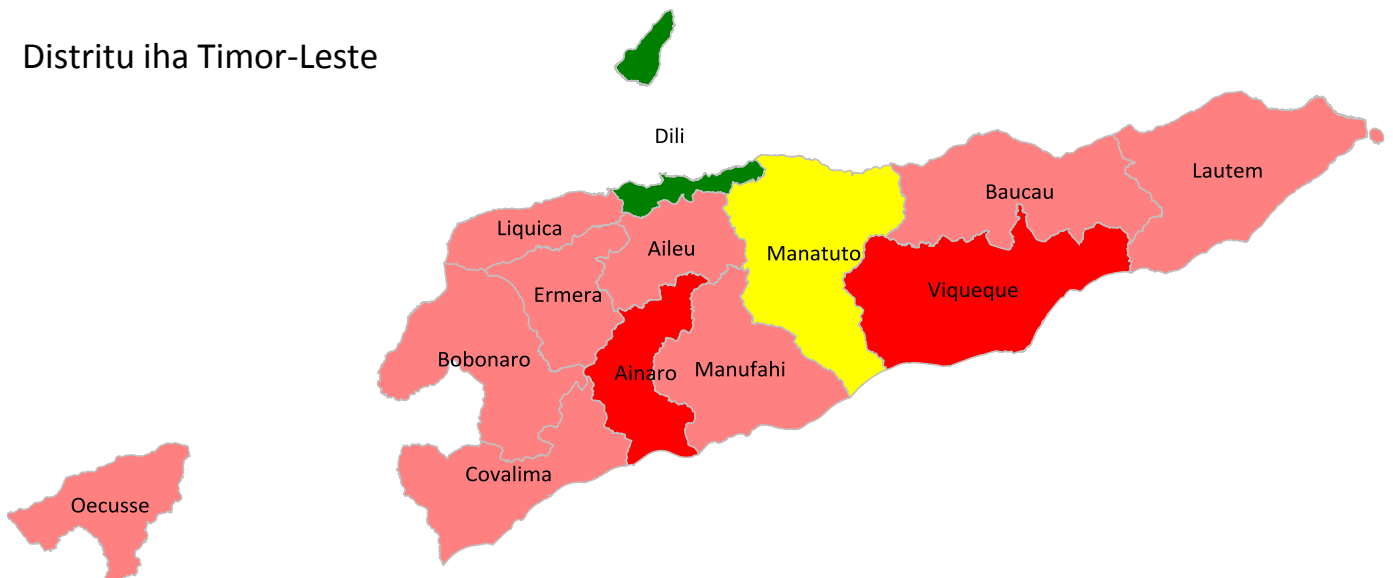 Distritu iha Timor-Leste
Dili
Lautem
Baucau
Liquica
Aileu
Manatuto
Viqueque
Ermera
Bobonaro
Ainaro
Manufahi
Covalima
Oecusse